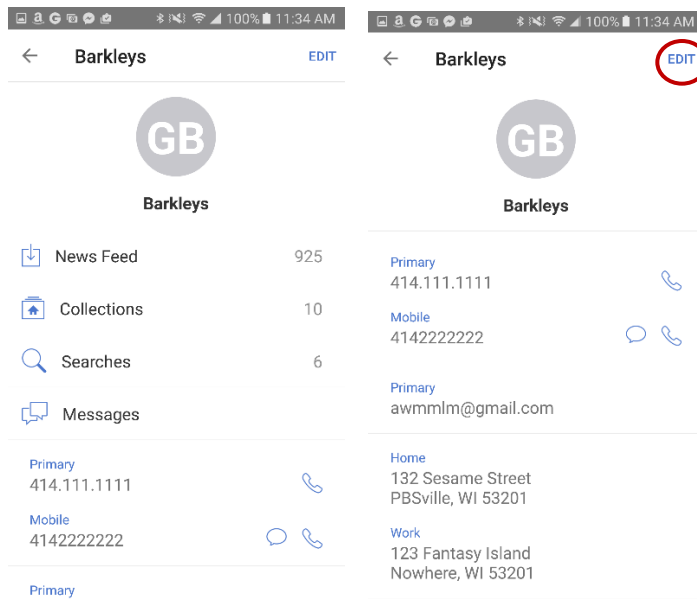 100% 11:34 AM
Barkleys
EDIT
GB
Barkleys
News Feed 925
Collections 10
Searches 6
Messages
Primary
414.111.1111
Mobile
4142222222
Primary
a G 100% 11:34 AM
Barkleys
EDIT
GB
Barkleys
Primary
414.111.1111
Mobile
4142222222
Primary
awmmlm@gmail.com
Home
132 Sesame Street
PBSville, WI 53201
Work
123 Fantasy Island
Nowhere, WI 53201